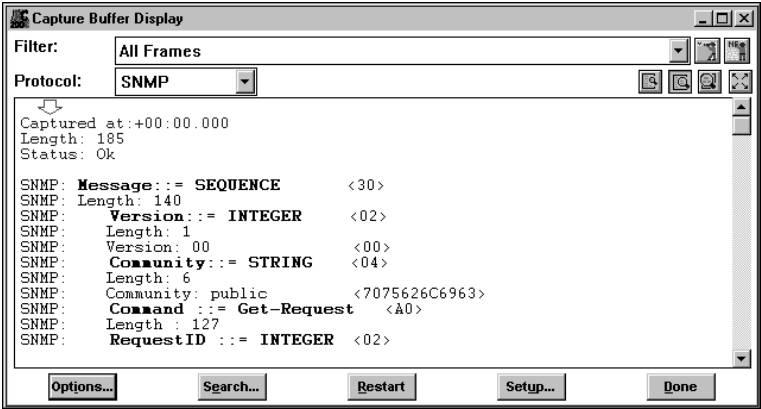 Capture Buffer Display
Filter: All Frames
Protocol: SNMP
Captured at:+00:00.000
Length: 185
Status: Ok
SNMP: Message::= SEQUENCE <30>
SNMP: Length: 140
SNMP: Version::= INTEGER <02>
SNMP: Length: 1
SNMP: Version: 00 <00>
SNMP: Community::= STRING <04>
SNMP: Length: 6
SNMP: Community: public <7075626C6963>
SNMP: Command ::= Get-Request <A0>
SNMP: Length : 127
SNMP: RequestID ::= INTEGER <02>
Options... Search... Restart Setup... Done